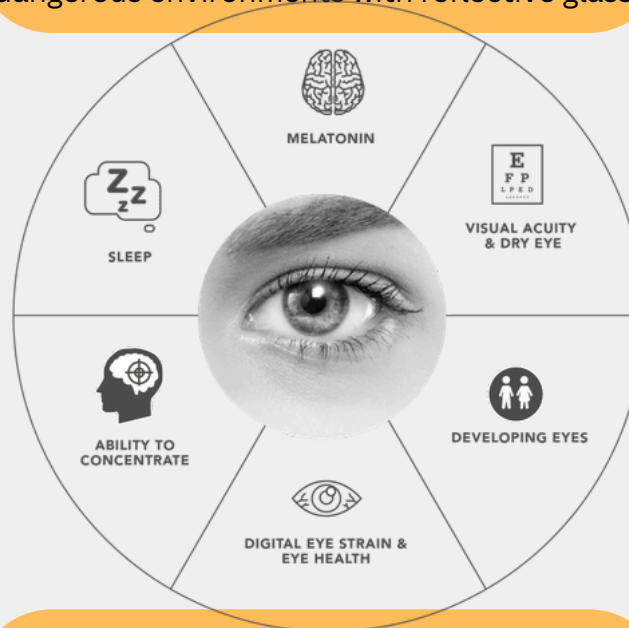 dangerous environments with reflective glass
MELATONIN
Z
z
z
SLEEP
E
F P
L P E D
VISUAL ACUITY
& DRY EYE
ABILITY TO
CONCENTRATE
DEVELOPING EYES
DIGITAL EYE STRAIN &
EYE HEALTH